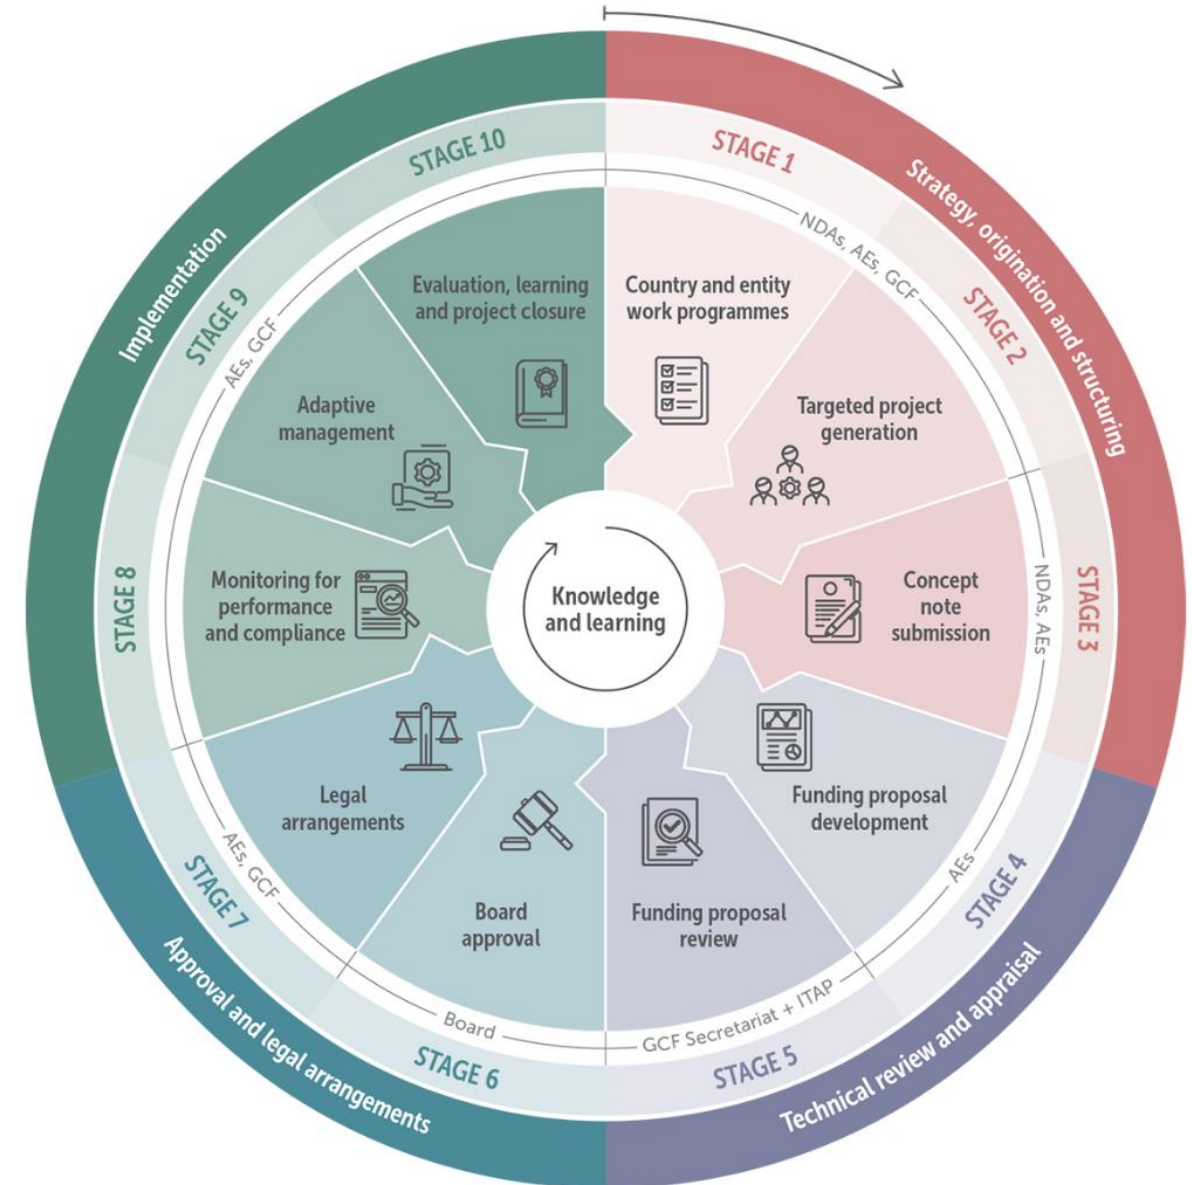 Strategy, origination and structuring
STAGE 1
STAGE 2
STAGE 3
NDAs, AEs, GCF
NDAs, AEs
Country and entity
work programmes
Targeted project
generation
Concept
note
submission
Technical review and appraisal
STAGE 4
STAGE 5
AEs
GCF Secretariat + ITAP
Funding proposal
development
Funding proposal
review
Approval and legal arrangements
STAGE 6
STAGE 7
Board
AEs, GCF
Board
approval
Legal
arrangements
Implementation
STAGE 8
STAGE 9
STAGE 10
AEs, GCF
Monitoring for
performance
and compliance
Adaptive
management
Evaluation, learning
and project closure
Knowledge
and learning